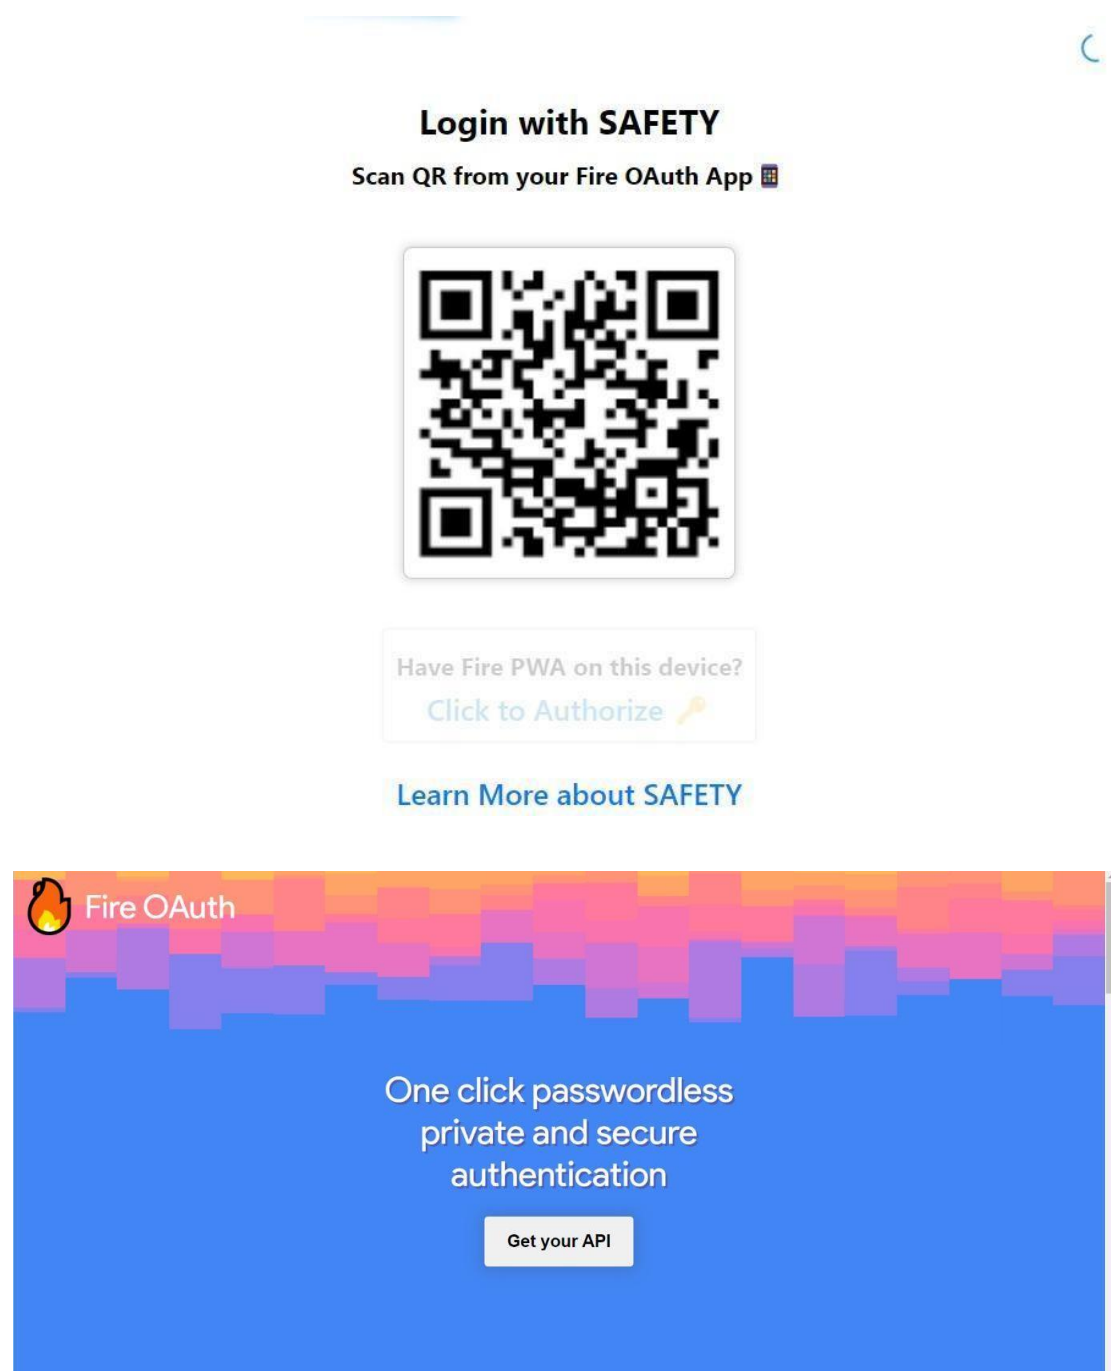 Login with SAFETY
Scan QR from your Fire OAuth App
Have Fire PWA on this device?
Click to Authorize 🔑
Learn More about SAFETY
Fire OAuth
One click passwordless
private and secure
authentication
Get your API